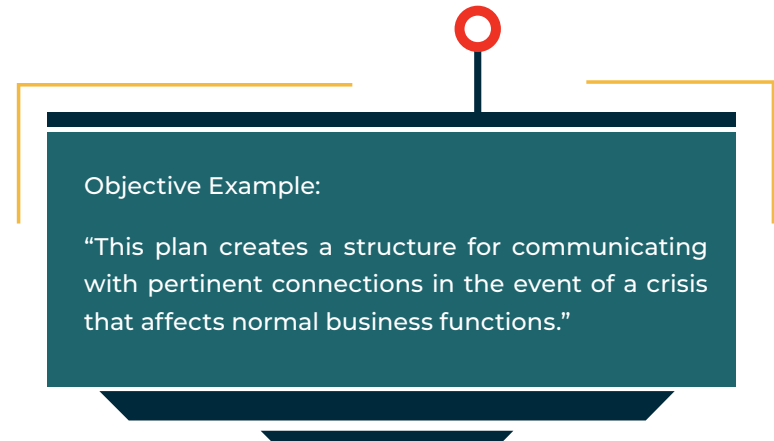 Objective Example:
“This plan creates a structure for communicating
with pertinent connections in the event of a crisis
that affects normal business functions.”